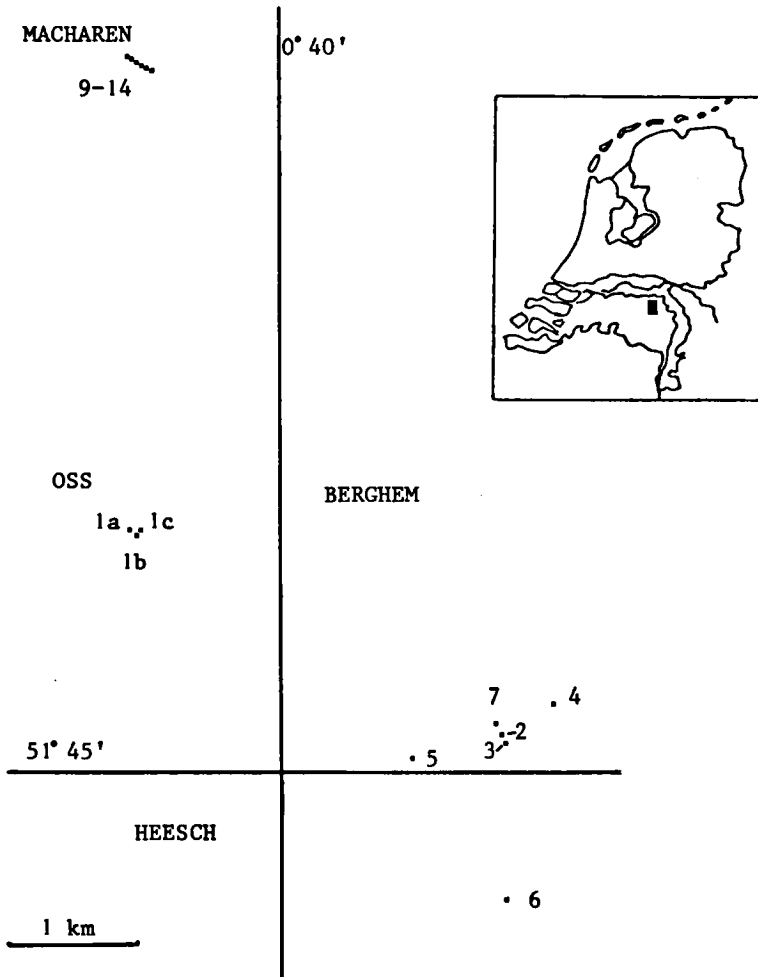 MACHAREN
0° 40'
9-14
OSS
BERGHEM
1a 1c
1b
7 4
2
3
51° 45'
5
HEESCH
6
1 km